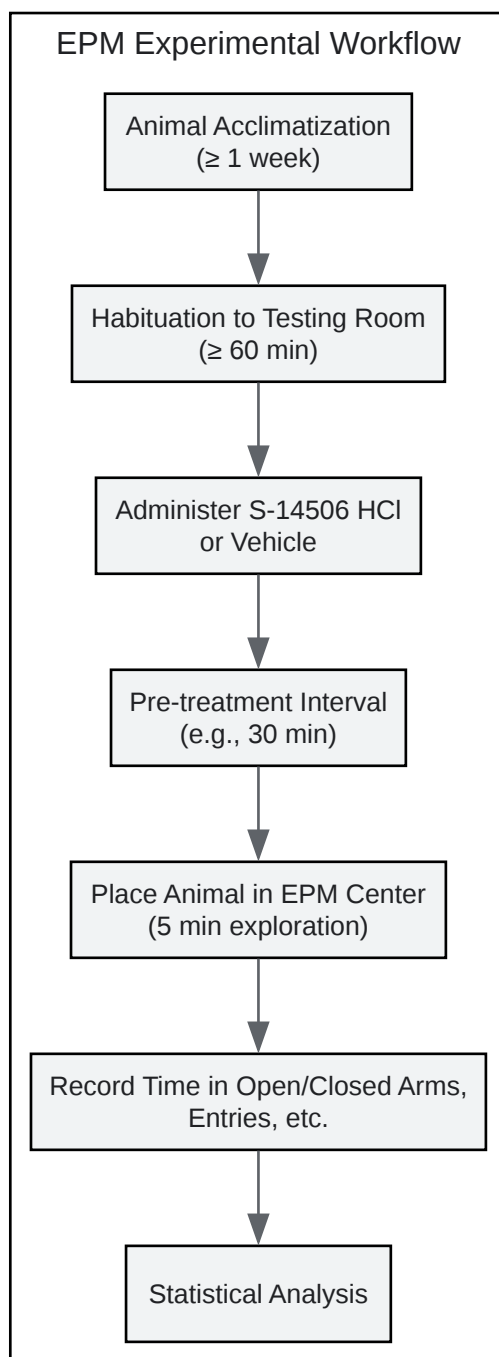 EPM Experimental Workflow
Animal Acclimatization
(≥ 1 week)
Habituation to Testing Room
(≥ 60 min)
Administer S-14506 HCl
or Vehicle
Pre-treatment Interval
(e.g., 30 min)
Place Animal in EPM Center
(5 min exploration)
Record Time in Open/Closed Arms,
Entries, etc.
Statistical Analysis